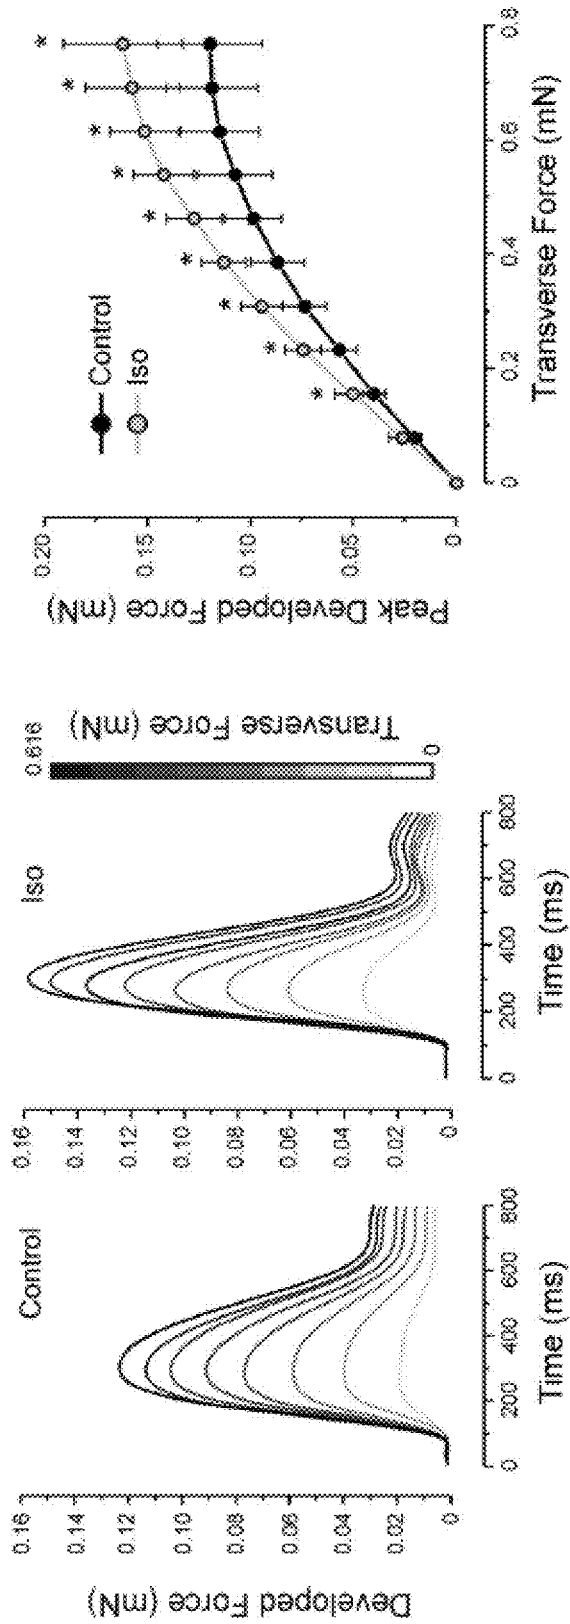 Control
Developed Force (mN)
0.16
0.14
0.12
0.10
0.08
0.06
0.04
0.02
0
0 200 400 600 800
Time (ms)
Iso
0.16
0.14
0.12
0.10
0.08
0.06
0.04
0.02
0
0 200 400 600 800
Time (ms)
0.616
0
Transverse Force (mN)
Peak Developed Force (mN)
0.20
0.15
0.10
0.05
0
Control
Iso
* * * * * * * * *
0 0.2 0.4 0.6 0.8
Transverse Force (mN)